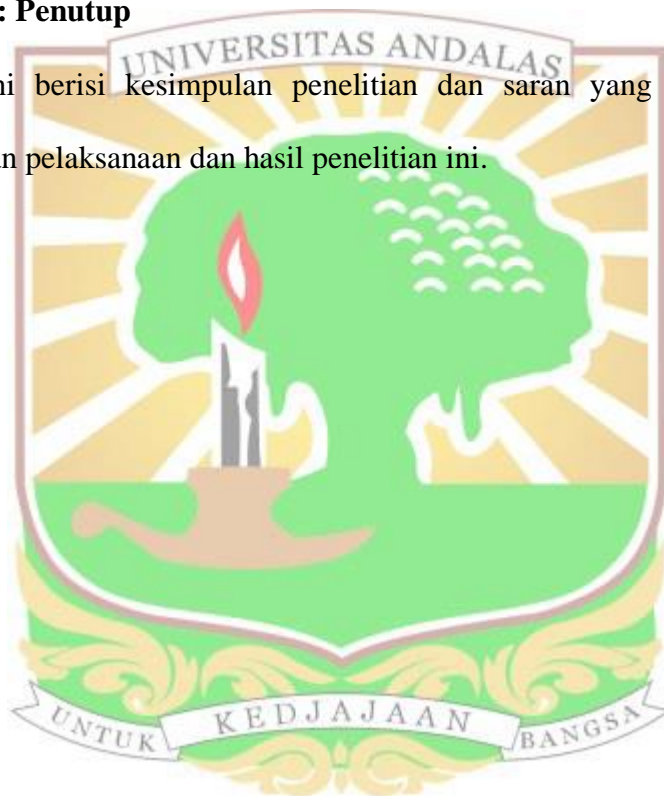 : Penutup
UNIVERSITAS ANDALAS
ni berisi kesimpulan penelitian dan saran yang
n pelaksanaan dan hasil penelitian ini.
UNTUK KEDJAJAAN BANGSA